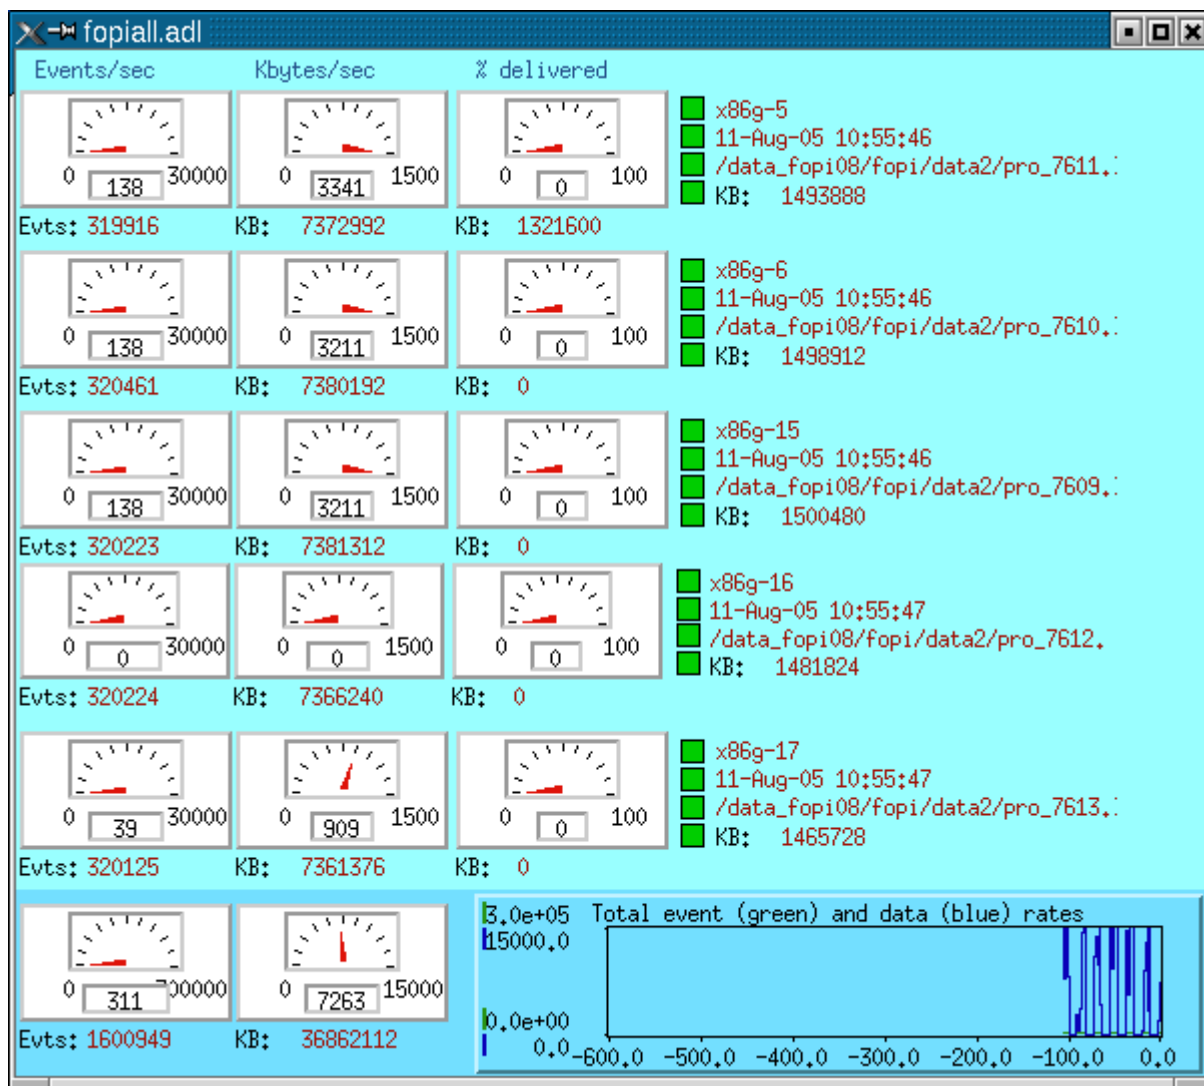 fopiall.adl
Events/sec Kbytes/sec % delivered
x86g-5
11-Aug-05 10:55:46
/data_fopi08/fopi/data2/pro_7611.
0 138 30000 0 3341 1500 0 0 100
KB: 1493888
Evts: 319916 KB: 7372992 KB: 1321600
x86g-6
11-Aug-05 10:55:46
/data_fopi08/fopi/data2/pro_7610.
0 138 30000 0 3211 1500 0 0 100
KB: 1498912
Evts: 320461 KB: 7380192 KB: 0
x86g-15
11-Aug-05 10:55:46
/data_fopi08/fopi/data2/pro_7609.
0 138 30000 0 3211 1500 0 0 100
KB: 1500480
Evts: 320223 KB: 7381312 KB: 0
x86g-16
11-Aug-05 10:55:47
/data_fopi08/fopi/data2/pro_7612.
0 0 30000 0 0 1500 0 0 100
KB: 1481824
Evts: 320224 KB: 7366240 KB: 0
x86g-17
11-Aug-05 10:55:47
/data_fopi08/fopi/data2/pro_7613.
0 39 30000 0 909 1500 0 0 100
KB: 1465728
Evts: 320125 KB: 7361376 KB: 0
3.0e+05 Total event (green) and data (blue) rates
15000.0
0 311 0 7263 15000
0.0e+00
Evts: 1600949 KB: 36862112
0.0
-600.0 -500.0 -400.0 -300.0 -200.0 -100.0 0.0